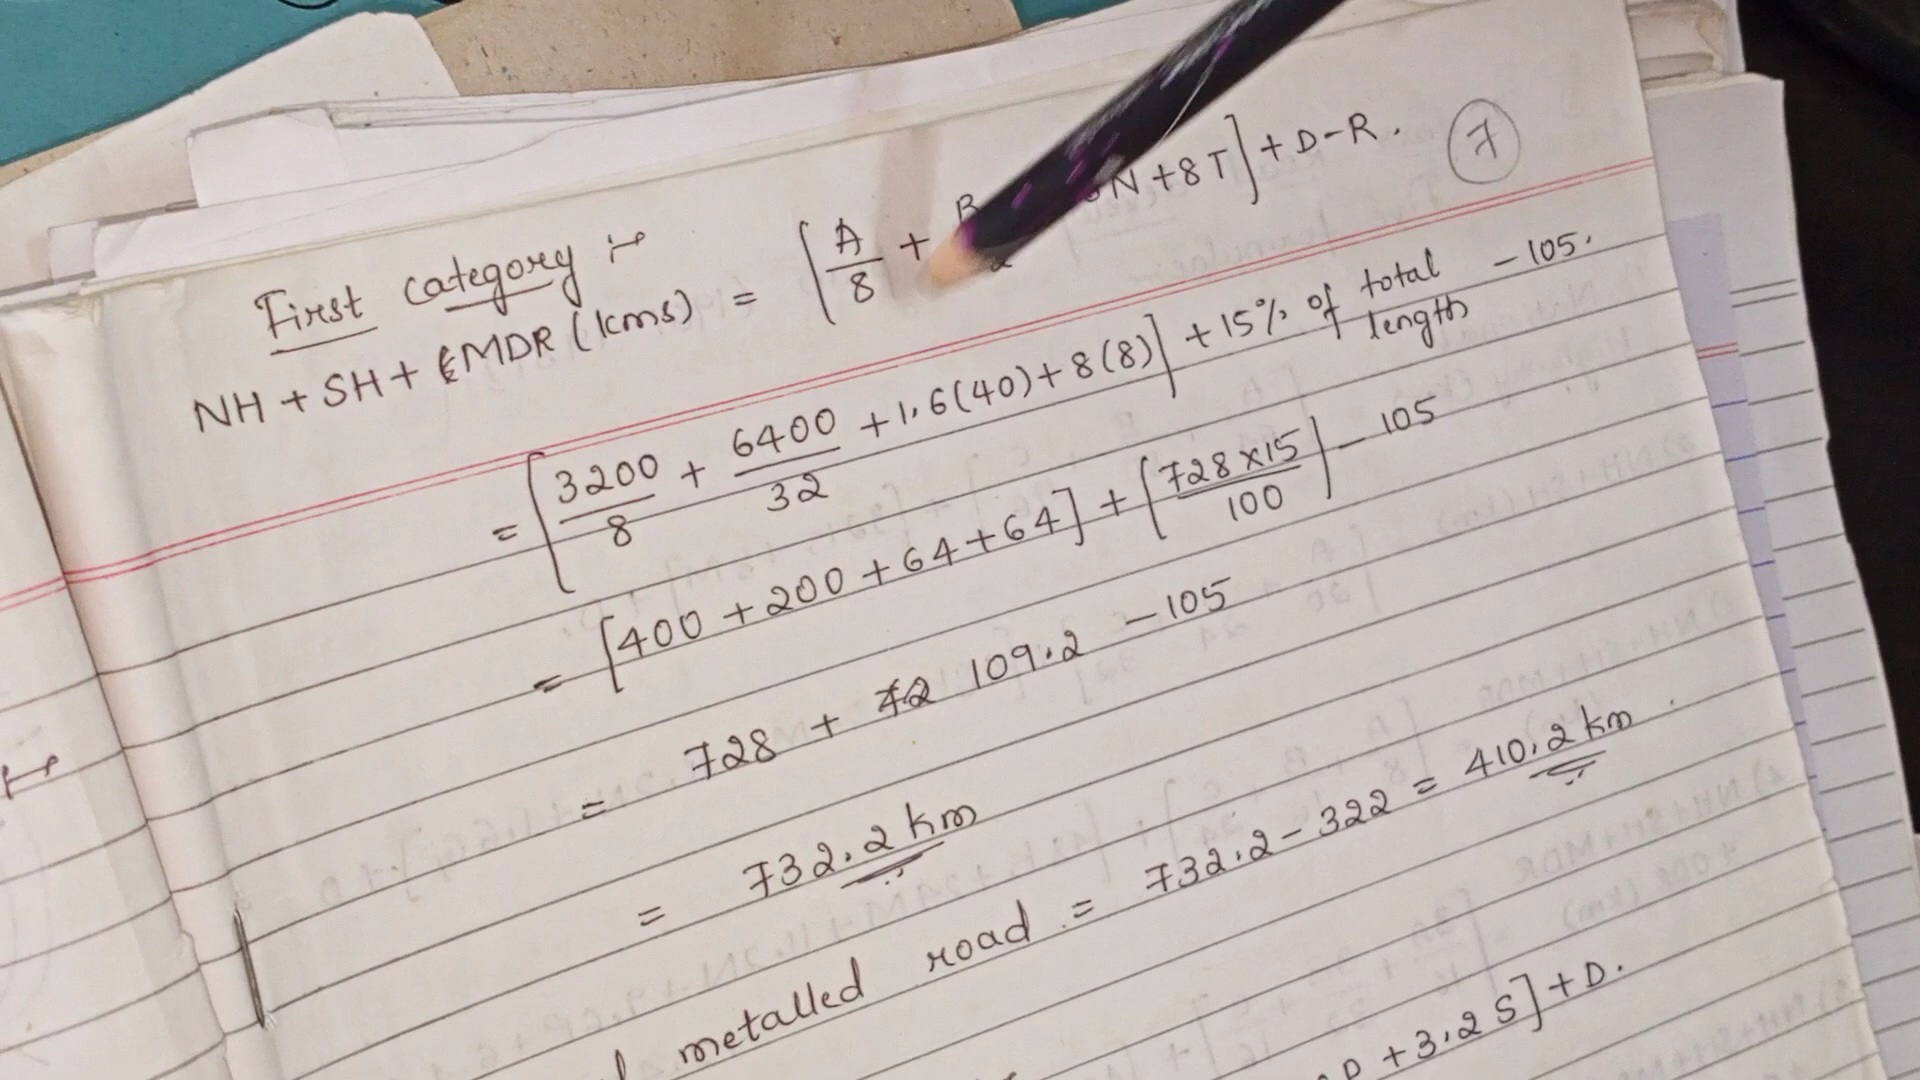 7
First category :-
NH + SH + MDR (kms) = [A/8 + B N + 8T] + D - R.
= [3200/8 + 6400/32 + 1.6(40) + 8(8)] + 15% of total length - 105.
= [400 + 200 + 64 + 64] + [728 x 15/100] - 105
= 728 + 109.2 - 105
= 732.2 km
metalled road = 732.2 - 322 = 410.2 km.
P + 3.2 S] + D.